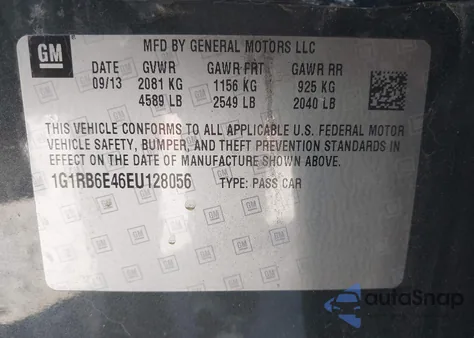 GM
MFD BY GENERAL MOTORS LLC
DATE GVWR GAWR FRT GAWR RR
09/13 2081 KG 1156 KG 925 KG
4589 LB 2549 LB 2040 LB
THIS VEHICLE CONFORMS TO ALL APPLICABLE U.S. FEDERAL MOTOR
VEHICLE SAFETY, BUMPER, AND THEFT PREVENTION STANDARDS IN
EFFECT ON THE DATE OF MANUFACTURE SHOWN ABOVE.
1G1RB6E46EU128056 TYPE: PASS CAR
autoSnap